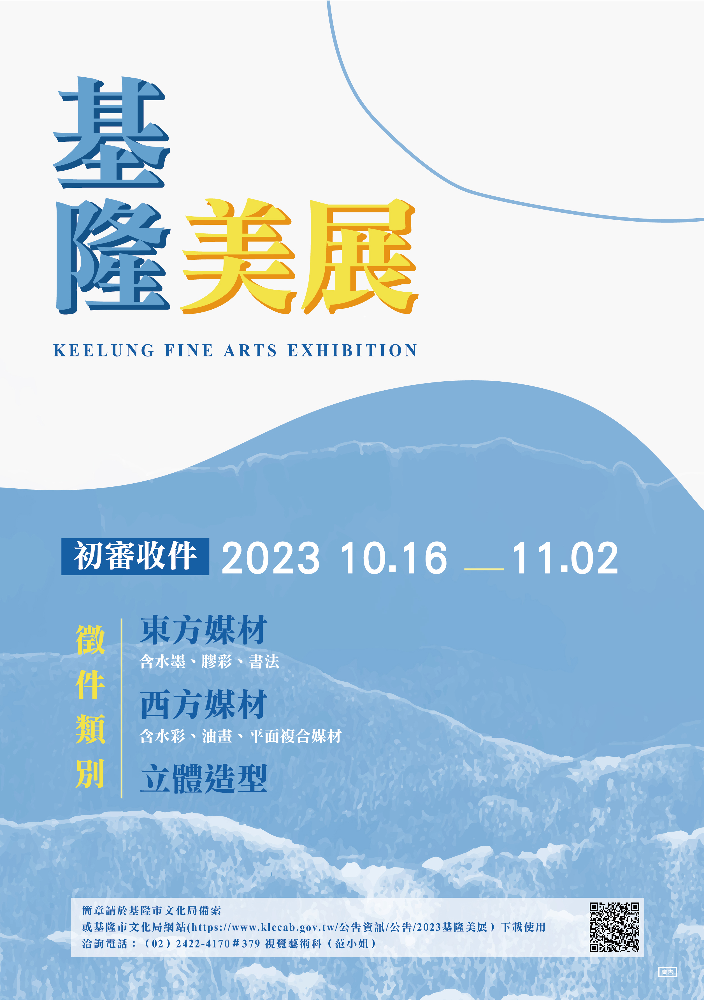 基
隆美展
KEELUNG FINE ARTS EXHIBITION
初審收件 2023 10.16 — 11.02
徵件類別
東方媒材
含水墨、膠彩、書法
西方媒材
含水彩、油畫、平面複合媒材
立體造型
簡章請於基隆市文化局備索
或基隆市文化局網站(https://www.klccab.gov.tw/公告資訊/公告/2023基隆美展）下載使用
洽詢電話：（02）2422-4170#379 視覺藝術科（范小姐）
廣告